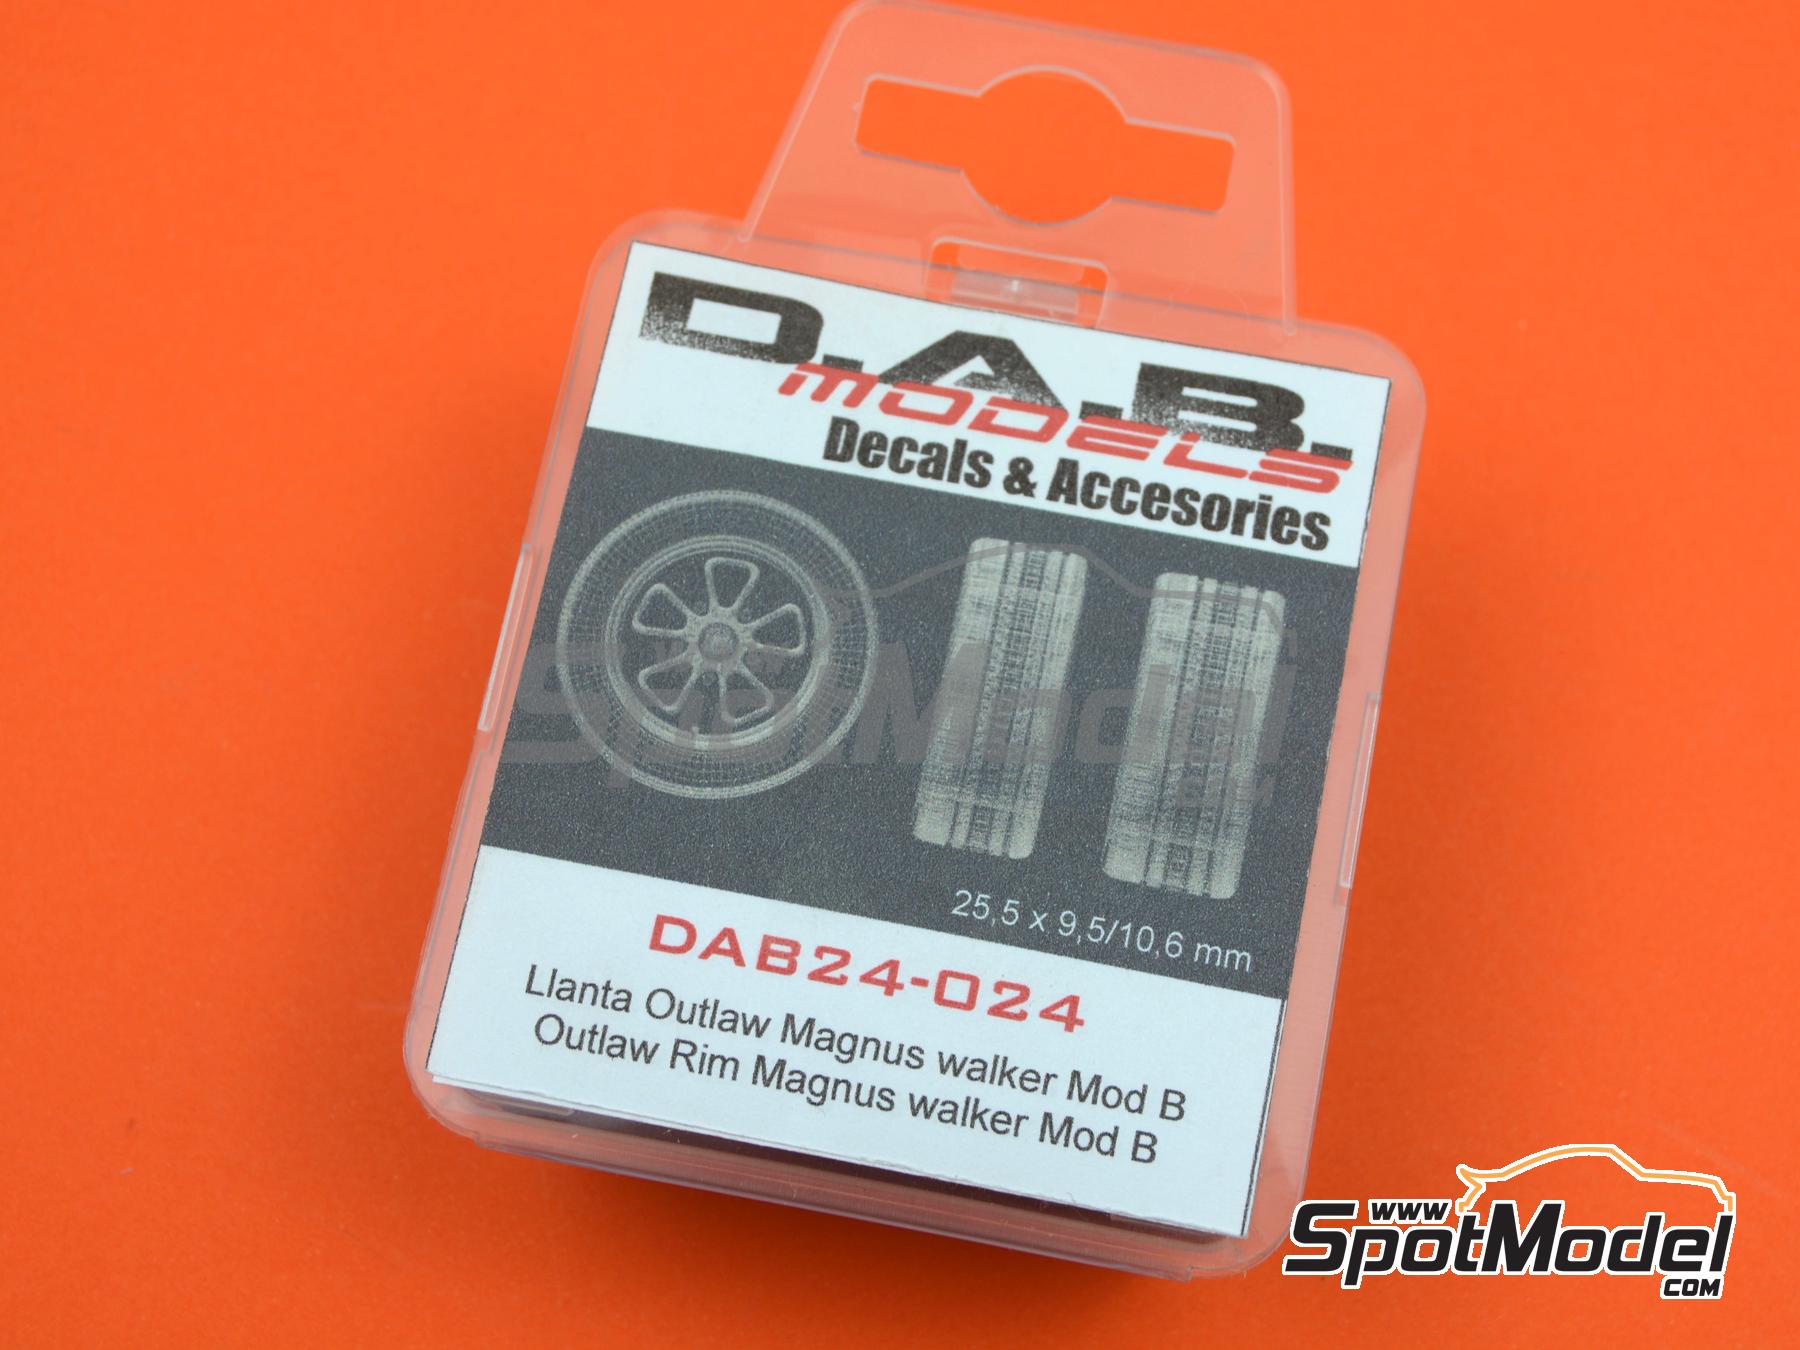 D.A.B.
MODELS
Decals & Accesories
SpotModel
25,5 x 9,5/10,6 mm
DAB24-024
Llanta Outlaw Magnus walker Mod B
Outlaw Rim Magnus walker Mod B
www
SpotModel
.COM